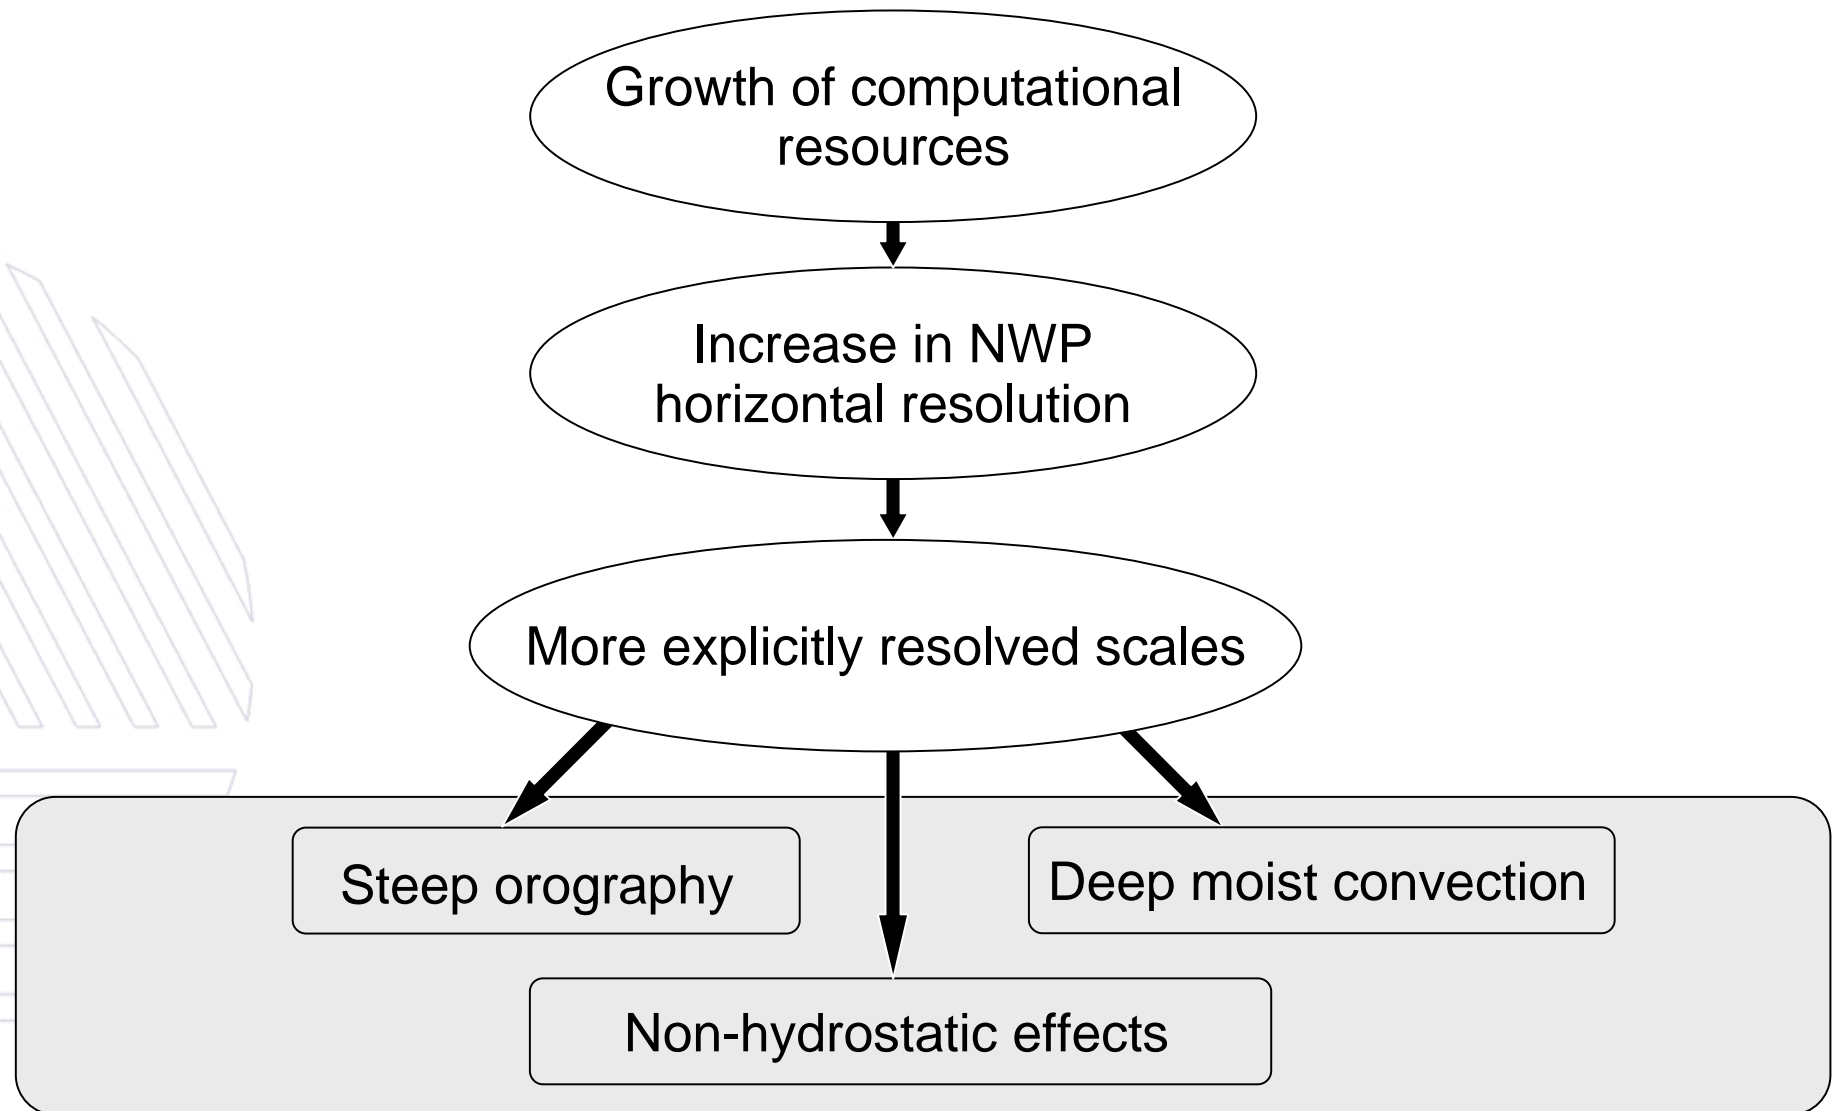 Growth of computational
resources
Increase in NWP
horizontal resolution
More explicitly resolved scales
Steep orography
Deep moist convection
Non-hydrostatic effects